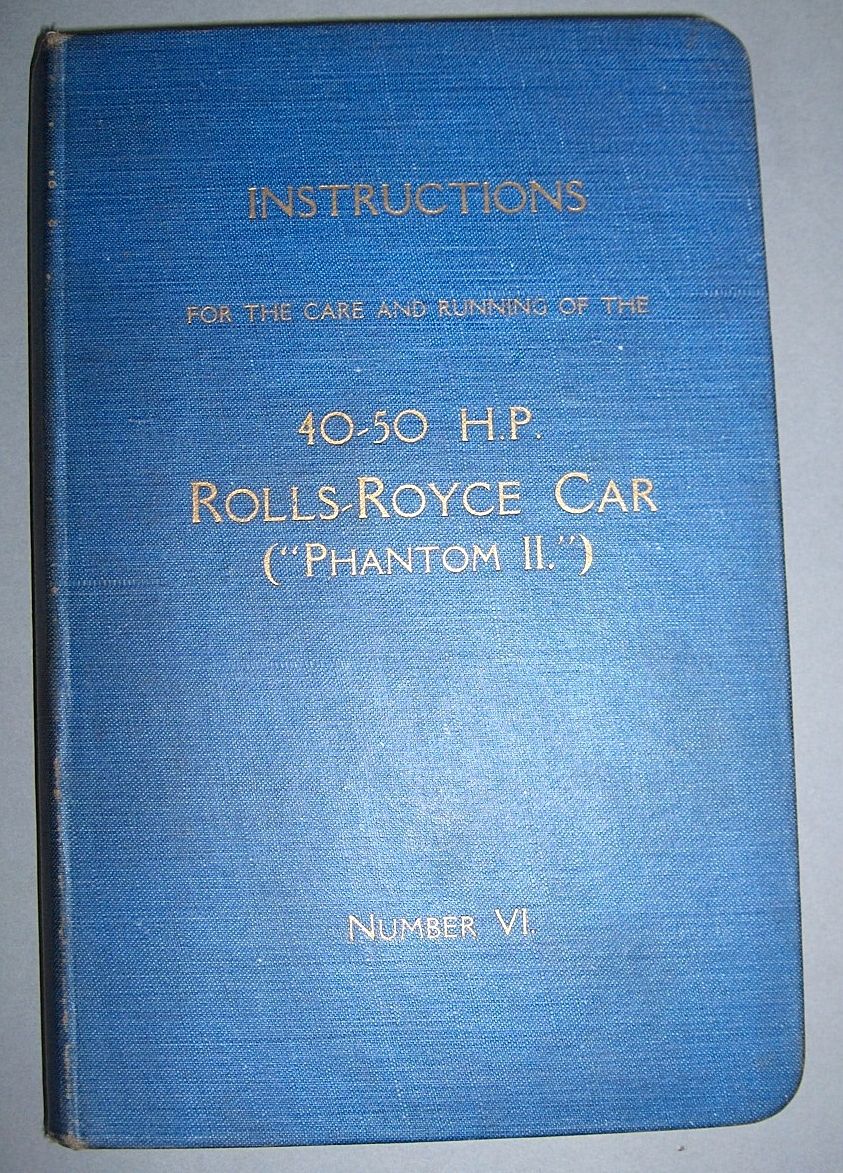 INSTRUCTIONS
FOR THE CARE AND RUNNING OF THE
40-50 H.P.
ROLLS-ROYCE CAR
("PHANTOM II.")
NUMBER VI.